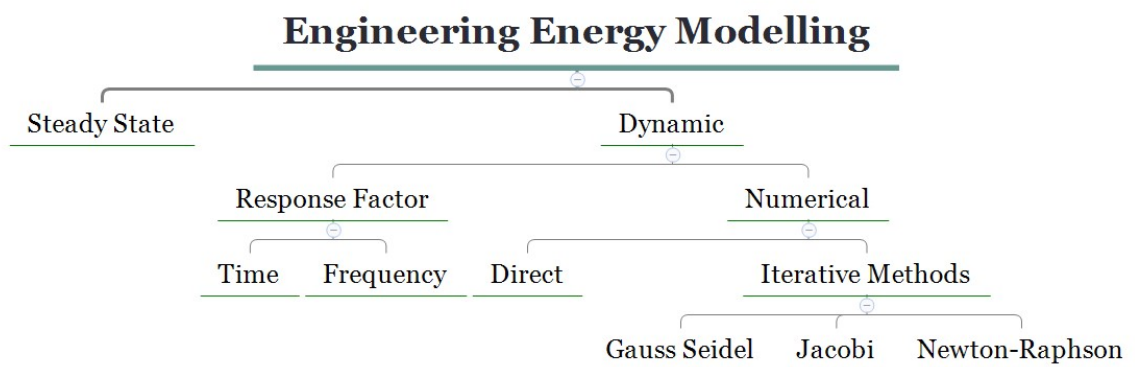 Engineering Energy Modelling
Steady State
Dynamic
Response Factor
Numerical
Time
Frequency
Direct
Iterative Methods
Gauss Seidel
Jacobi
Newton-Raphson